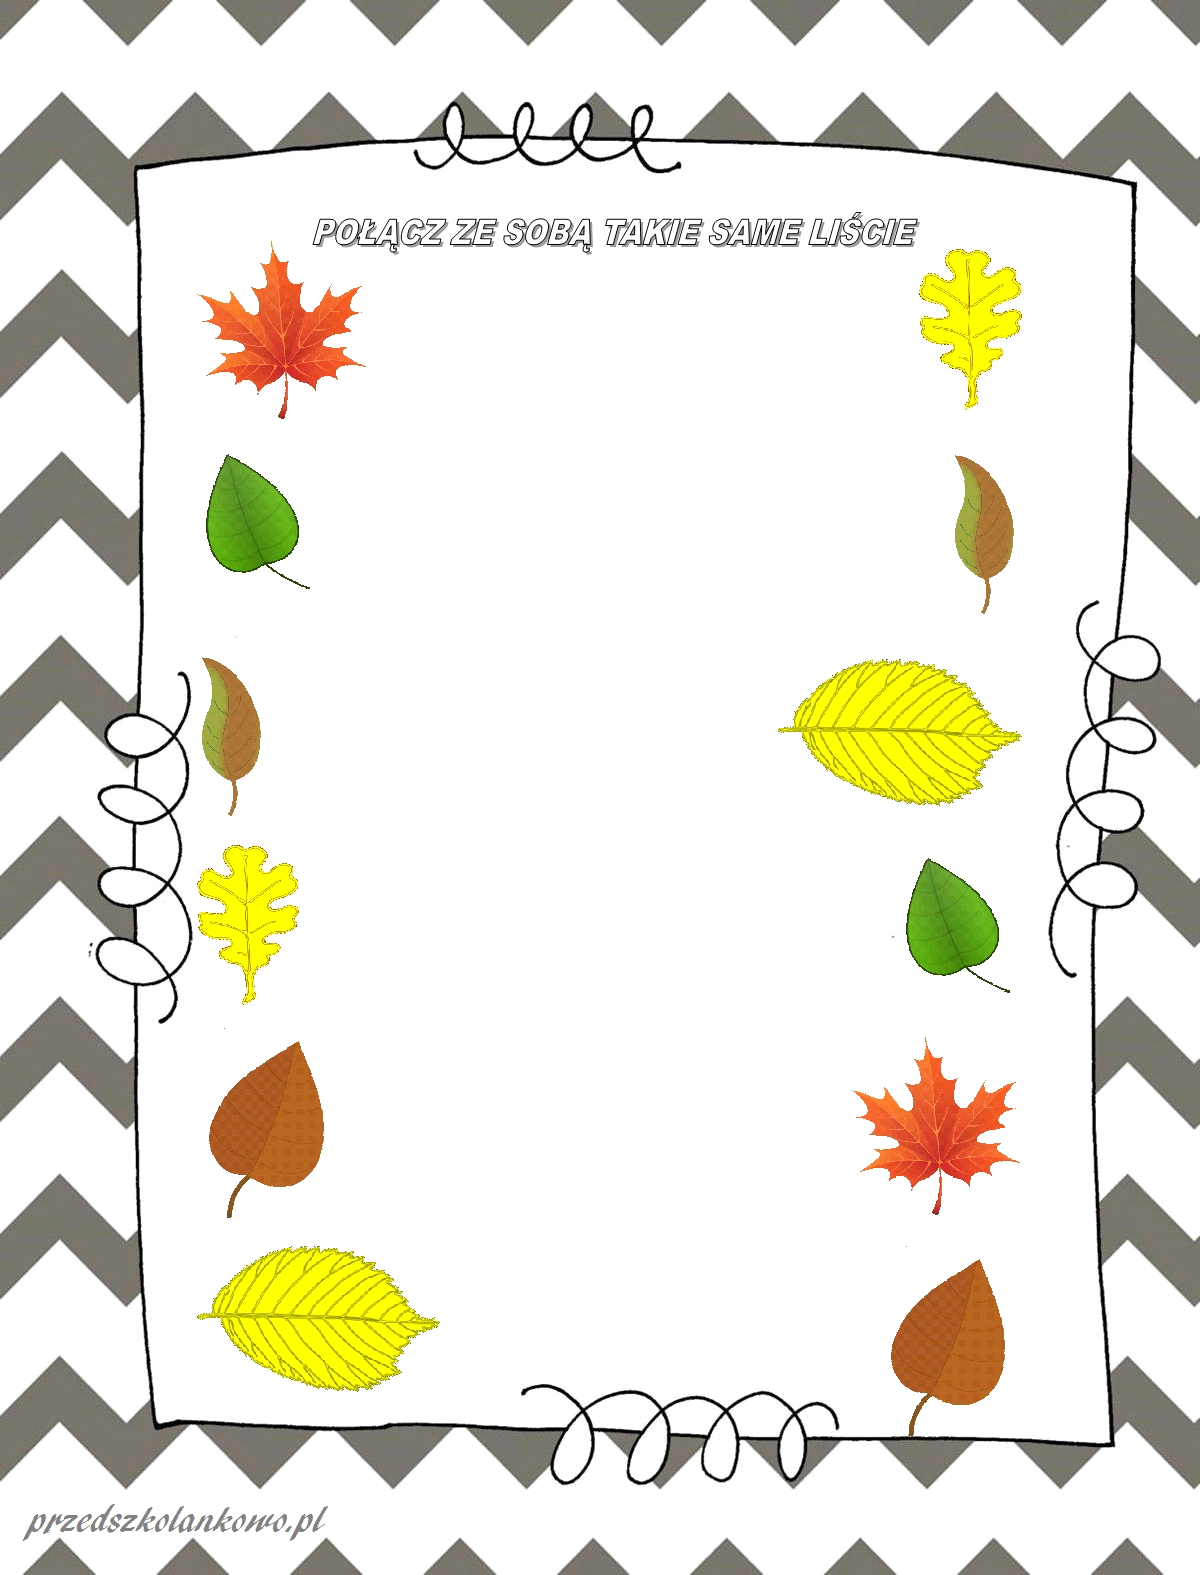 POŁĄCZ ZE SOBĄ TAKIE SAME LIŚCIE
przedszkolankowo.pl